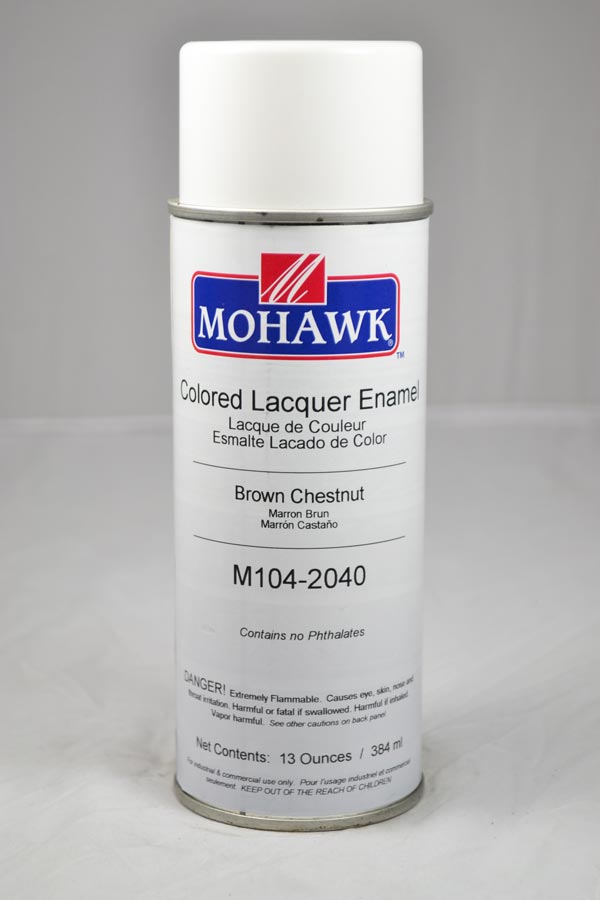 M
MOHAWK®
™
Colored Lacquer Enamel
Lacque de Couleur
Esmalte Lacado de Color
Brown Chestnut
Marron Brun
Marrón Castaño
M104-2040
Contains no Phthalates
DANGER! Extremely Flammable. Causes eye, skin, nose and
throat irritation. Harmful or fatal if swallowed. Harmful if inhaled.
Vapor harmful. See other cautions on back panel
Net Contents: 13 Ounces / 384 ml
For industrial & commercial use only. Pour l'usage industriel et commercial
seulement. KEEP OUT OF THE REACH OF CHILDREN